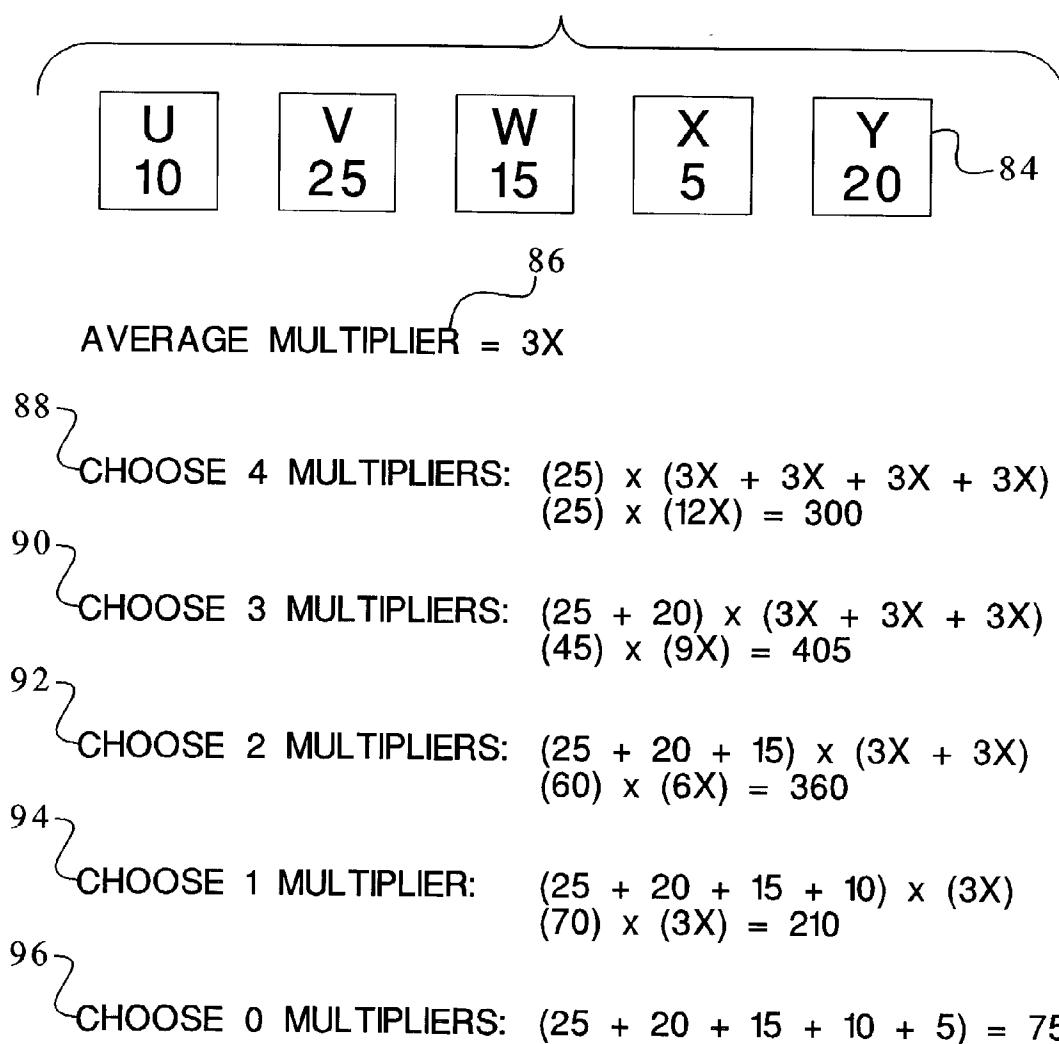 U V W X Y
10 25 15 5 20
84
86
AVERAGE MULTIPLIER = 3X
88
CHOOSE 4 MULTIPLIERS: (25) x (3X + 3X + 3X + 3X)
(25) x (12X) = 300
90
CHOOSE 3 MULTIPLIERS: (25 + 20) x (3X + 3X + 3X)
(45) x (9X) = 405
92
CHOOSE 2 MULTIPLIERS: (25 + 20 + 15) x (3X + 3X)
(60) x (6X) = 360
94
CHOOSE 1 MULTIPLIER: (25 + 20 + 15 + 10) x (3X)
(70) x (3X) = 210
96
CHOOSE 0 MULTIPLIERS: (25 + 20 + 15 + 10 + 5) = 75